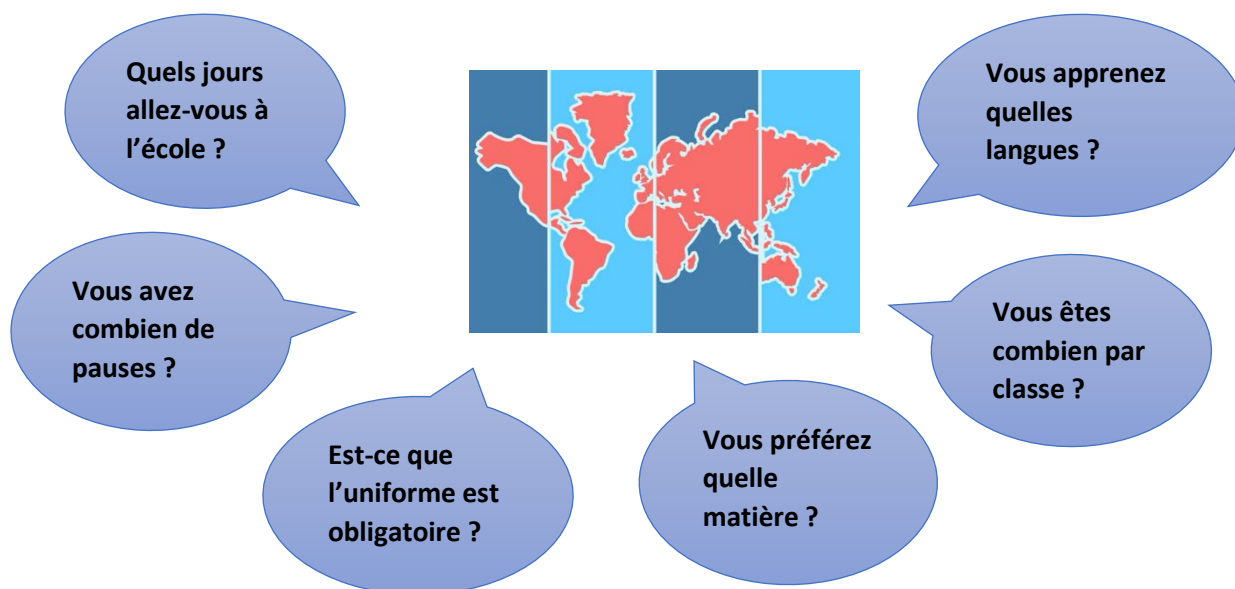 Quels jours
allez-vous à
l’école ?
Vous apprenez
quelles
langues ?
Vous avez
combien de
pauses ?
Vous êtes
combien par
classe ?
Est-ce que
l’uniforme est
obligatoire ?
Vous préférez
quelle
matière ?